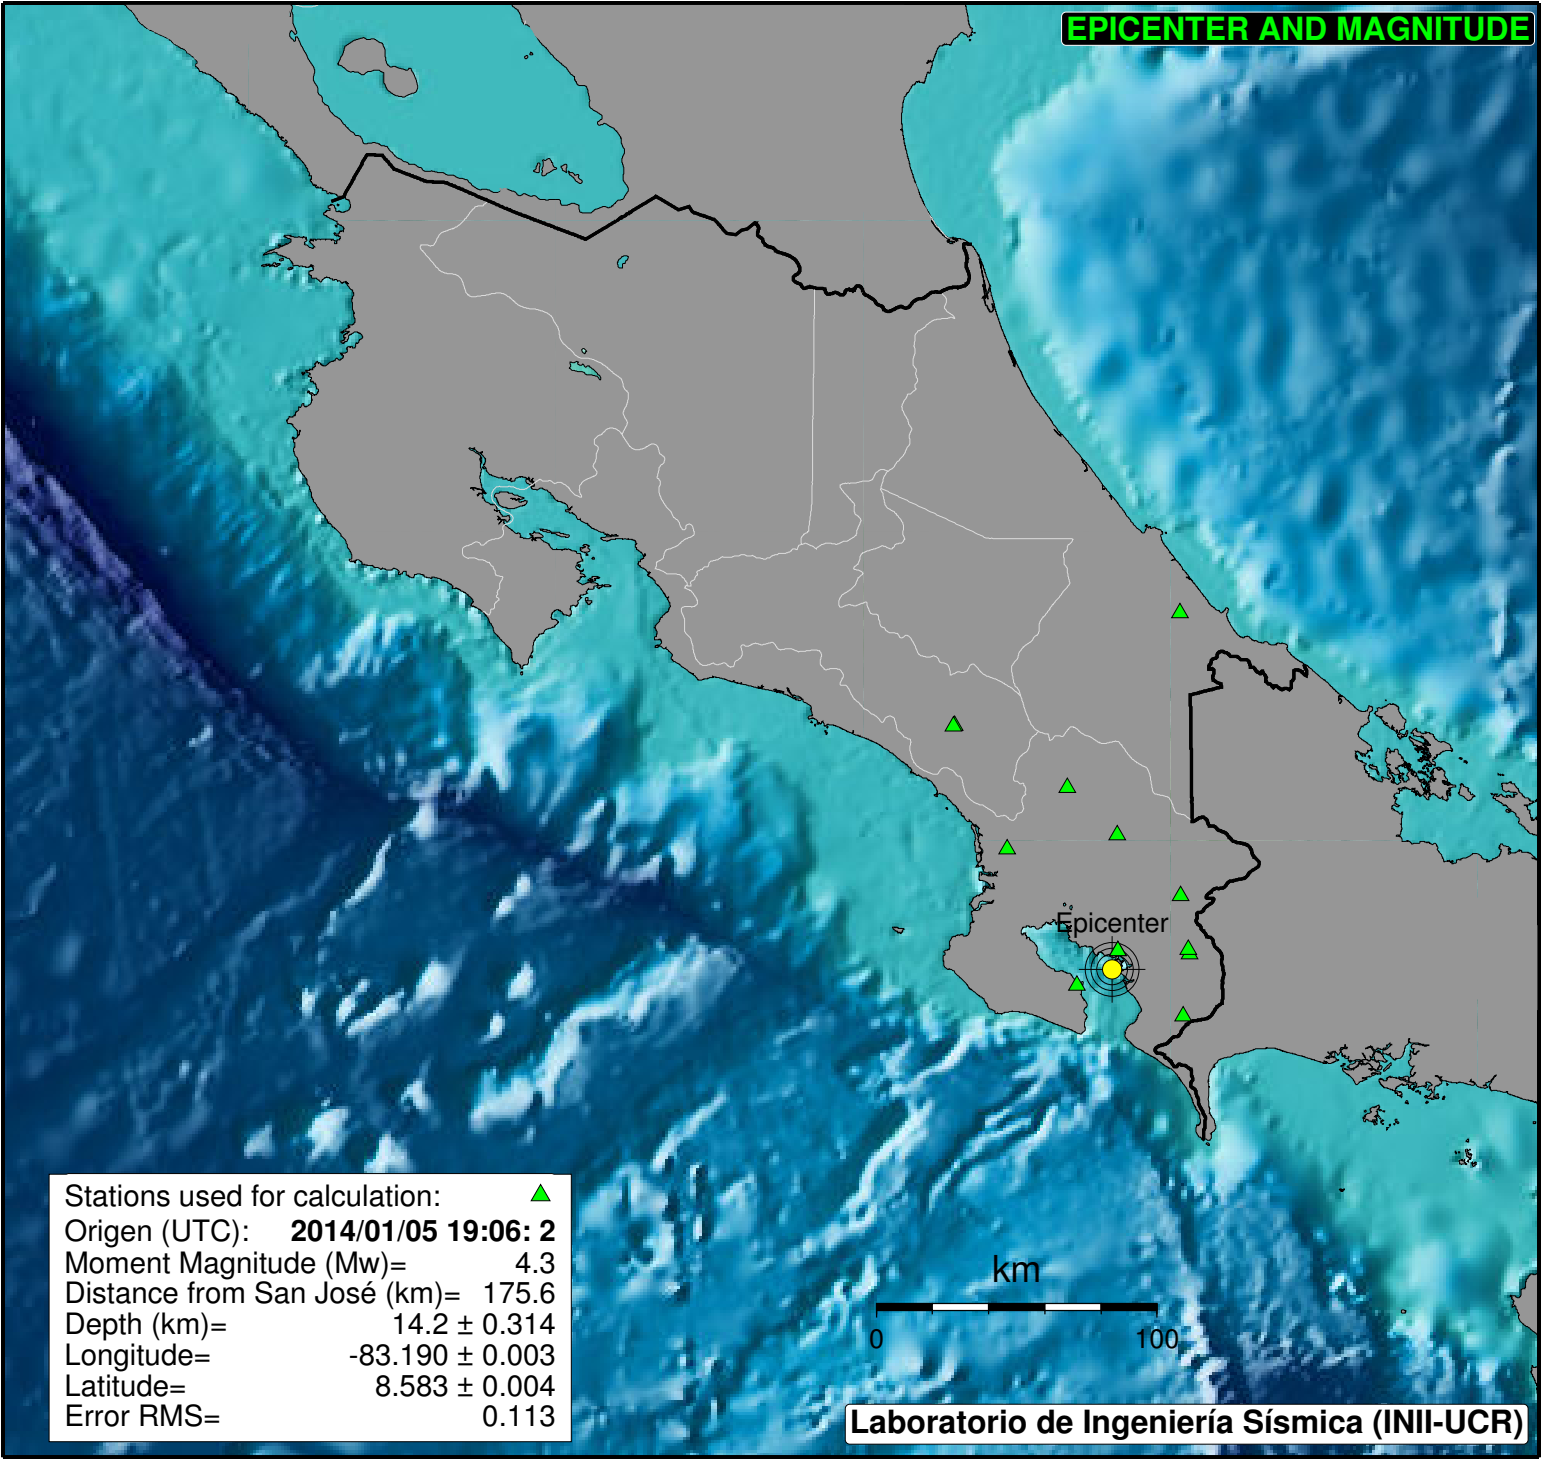 EPICENTER AND MAGNITUDE
Epicenter
Stations used for calculation:
Origen (UTC): 2014/01/05 19:06: 2
Moment Magnitude (Mw)= 4.3
Distance from San José (km)= 175.6
Depth (km)= 14.2 ± 0.314
Longitude= -83.190 ± 0.003
Latitude= 8.583 ± 0.004
Error RMS= 0.113
km
0 100
Laboratorio de Ingeniería Sísmica (INII-UCR)